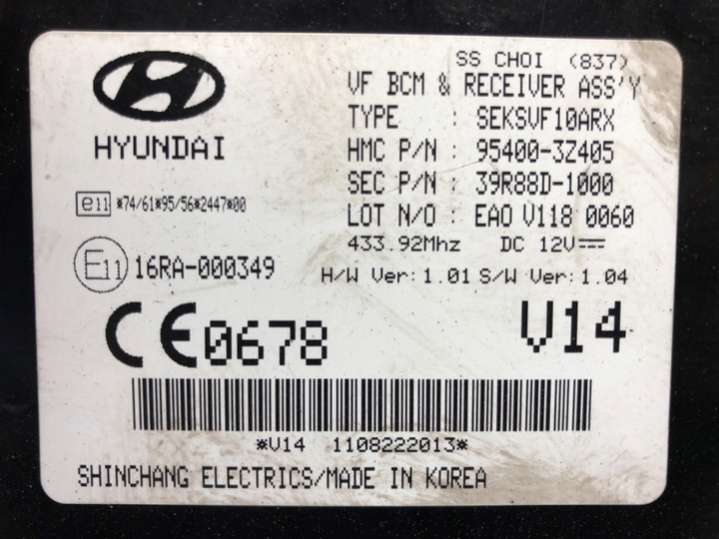 SS CHOI (837)
VF BCM & RECEIVER ASS'Y
HYUNDAI
TYPE : SEKSVF10ARX
HMC P/N : 95400-3Z405
SEC P/N : 39R88D-1000
LOT N/O : EAO V118 0060
433.92Mhz DC 12V
H/W Ver: 1.01 S/W Ver: 1.04
e11 *74/61*95/56*2447*00
E11 16RA-000349
CE0678
V14
*V14 1108222013*
SHINCHANG ELECTRICS/MADE IN KOREA